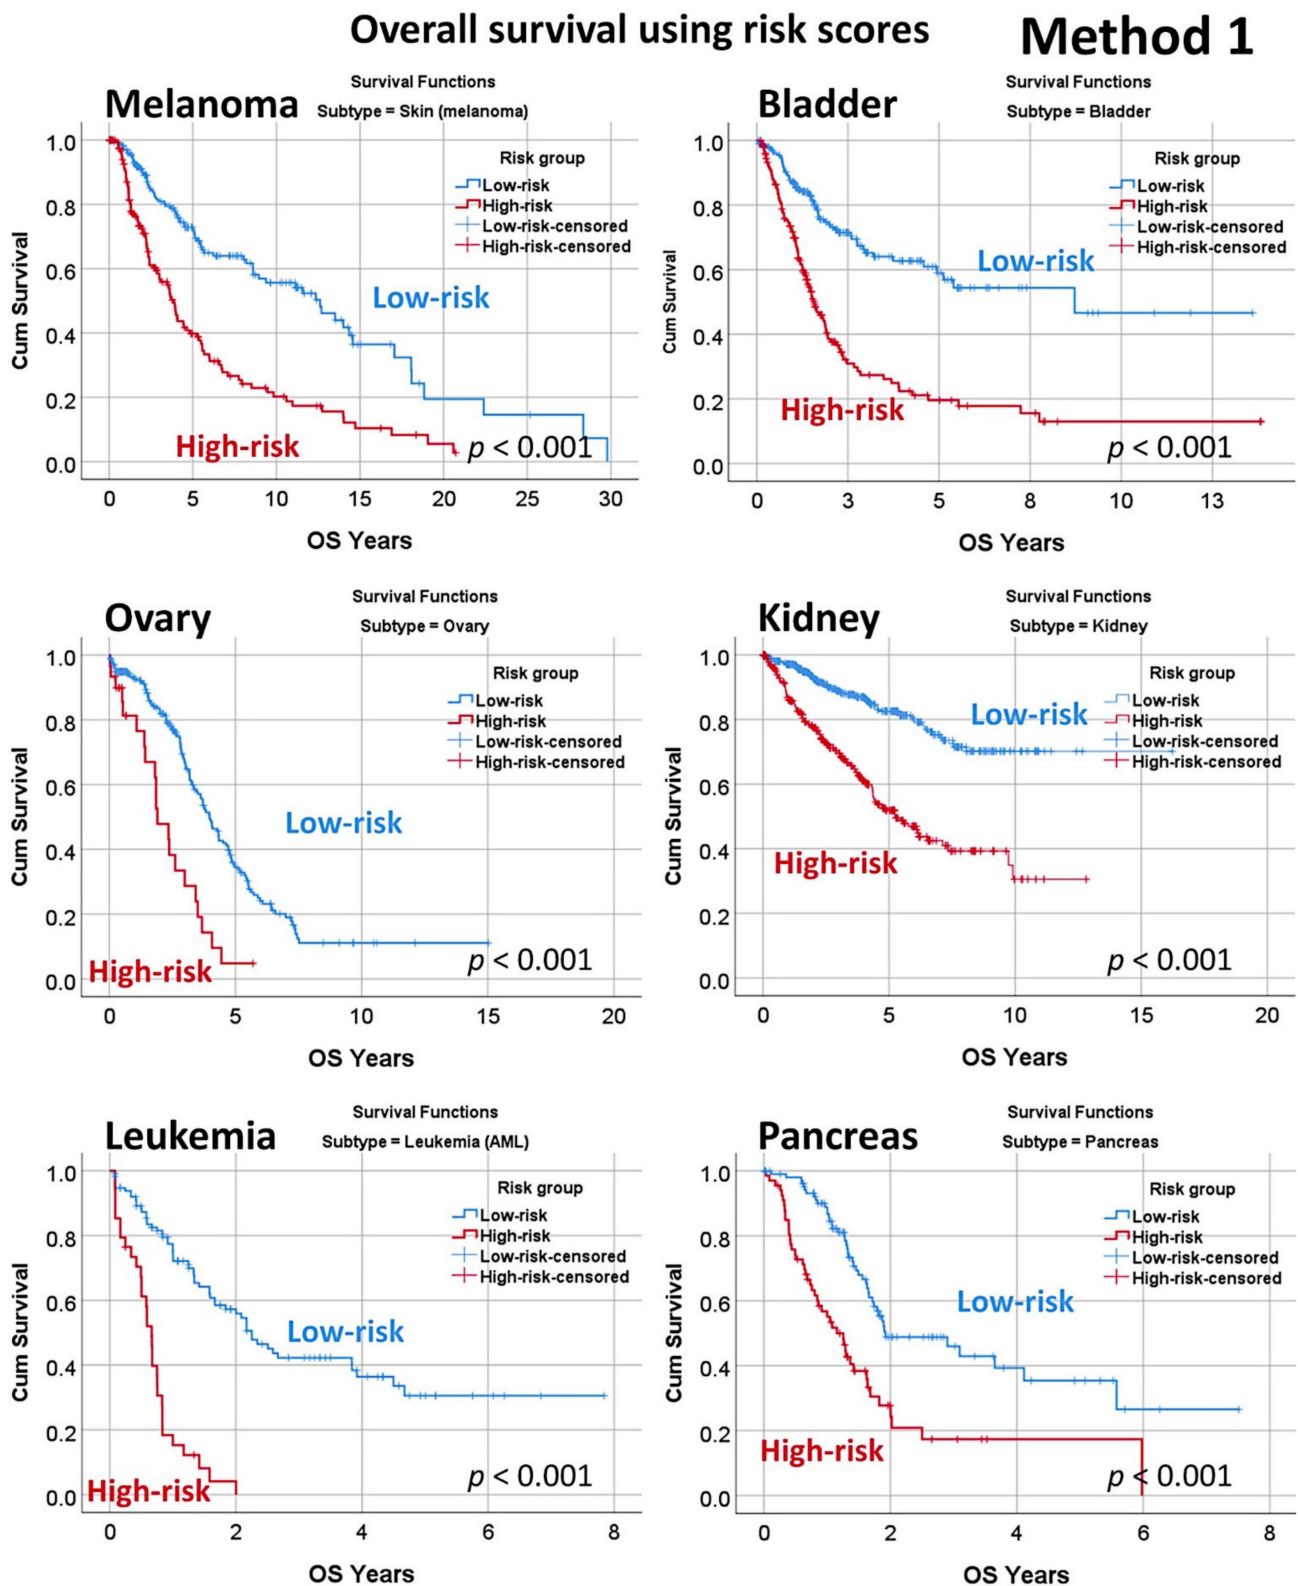 Overall survival using risk scores
Method 1
Melanoma
Survival Functions
Subtype = Skin (melanoma)
Cum Survival
1.0
0.8
0.6
0.4
0.2
0.0
Risk group
Low-risk
High-risk
Low-risk-censored
High-risk-censored
Low-risk
High-risk
p < 0.001
0 5 10 15 20 25 30
OS Years
Bladder
Survival Functions
Subtype = Bladder
Cum Survival
1.0
0.8
0.6
0.4
0.2
0.0
Risk group
Low-risk
High-risk
Low-risk-censored
High-risk-censored
Low-risk
High-risk
p < 0.001
0 3 5 8 10 13
OS Years
Ovary
Survival Functions
Subtype = Ovary
Cum Survival
1.0
0.8
0.6
0.4
0.2
0.0
Risk group
Low-risk
High-risk
Low-risk-censored
High-risk-censored
Low-risk
High-risk
p < 0.001
0 5 10 15 20
OS Years
Kidney
Survival Functions
Subtype = Kidney
Cum Survival
1.0
0.8
0.6
0.4
0.2
0.0
Risk group
Low-risk
High-risk
Low-risk-censored
High-risk-censored
Low-risk
High-risk
p < 0.001
0 5 10 15 20
OS Years
Leukemia
Survival Functions
Subtype = Leukemia (AML)
Cum Survival
1.0
0.8
0.6
0.4
0.2
0.0
Risk group
Low-risk
High-risk
Low-risk-censored
High-risk-censored
Low-risk
High-risk
p < 0.001
0 2 4 6 8
OS Years
Pancreas
Survival Functions
Subtype = Pancreas
Cum Survival
1.0
0.8
0.6
0.4
0.2
0.0
Risk group
Low-risk
High-risk
Low-risk-censored
High-risk-censored
Low-risk
High-risk
p < 0.001
0 2 4 6 8
OS Years